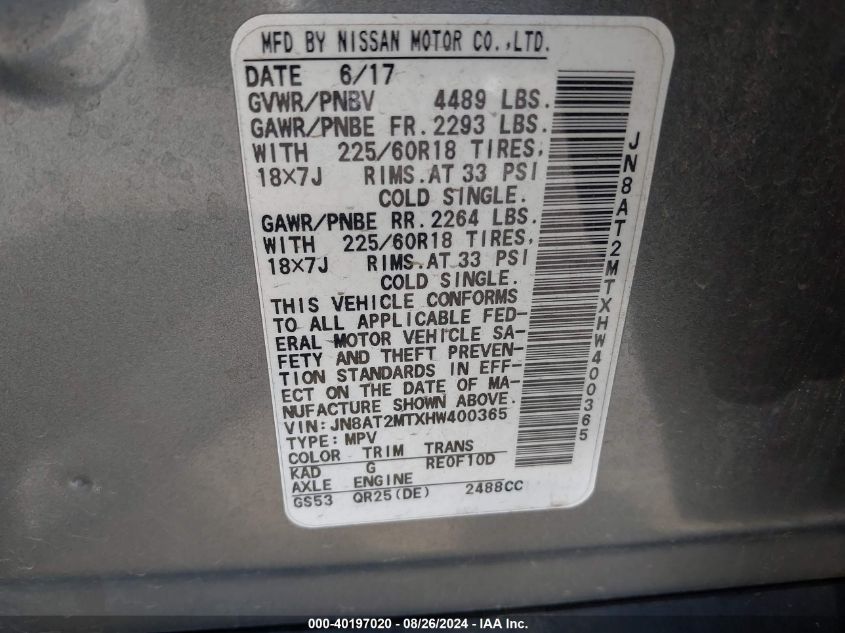 MFD BY NISSAN MOTOR CO.,LTD.
DATE 6/17
GVWR/PNBV 4489 LBS.
GAWR/PNBE FR. 2293 LBS.
WITH 225/60R18 TIRES,
18X7J RIMS.AT 33 PSI
COLD SINGLE.
GAWR/PNBE RR. 2264 LBS.
WITH 225/60R18 TIRES,
18X7J RIMS.AT 33 PSI
COLD SINGLE.
THIS VEHICLE CONFORMS
TO ALL APPLICABLE FED-
ERAL MOTOR VEHICLE SA-
FETY AND THEFT PREVEN-
TION STANDARDS IN EFF-
ECT ON THE DATE OF MA-
NUFACTURE SHOWN ABOVE.
VIN: JN8AT2MTXHW400365
TYPE: MPV
COLOR TRIM TRANS
KAD G RE0F10D
AXLE ENGINE
GS53 QR25(DE) 2488CC
JN8AT2MTXHW400365
000-40197020 - 08/26/2024 - IAA Inc.